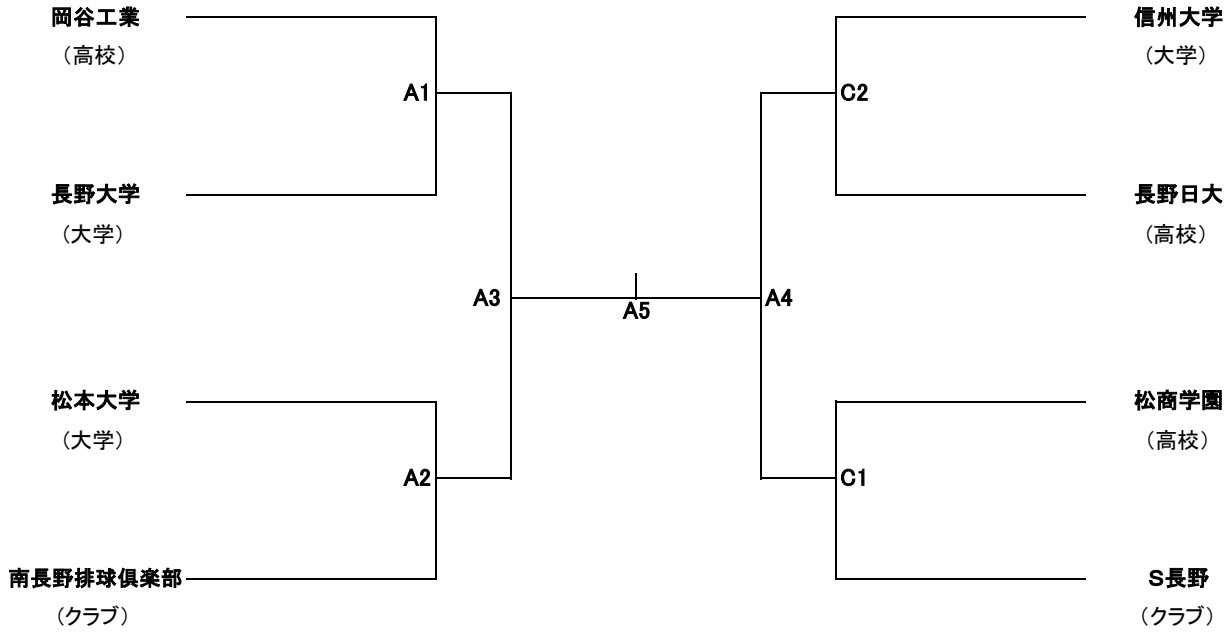 岡谷工業
（高校）
A1
長野大学
（大学）
A3
松本大学
（大学）
A2
南長野排球倶楽部
（クラブ）
A5
信州大学
（大学）
C2
長野日大
（高校）
A4
松商学園
（高校）
C1
S長野
（クラブ）